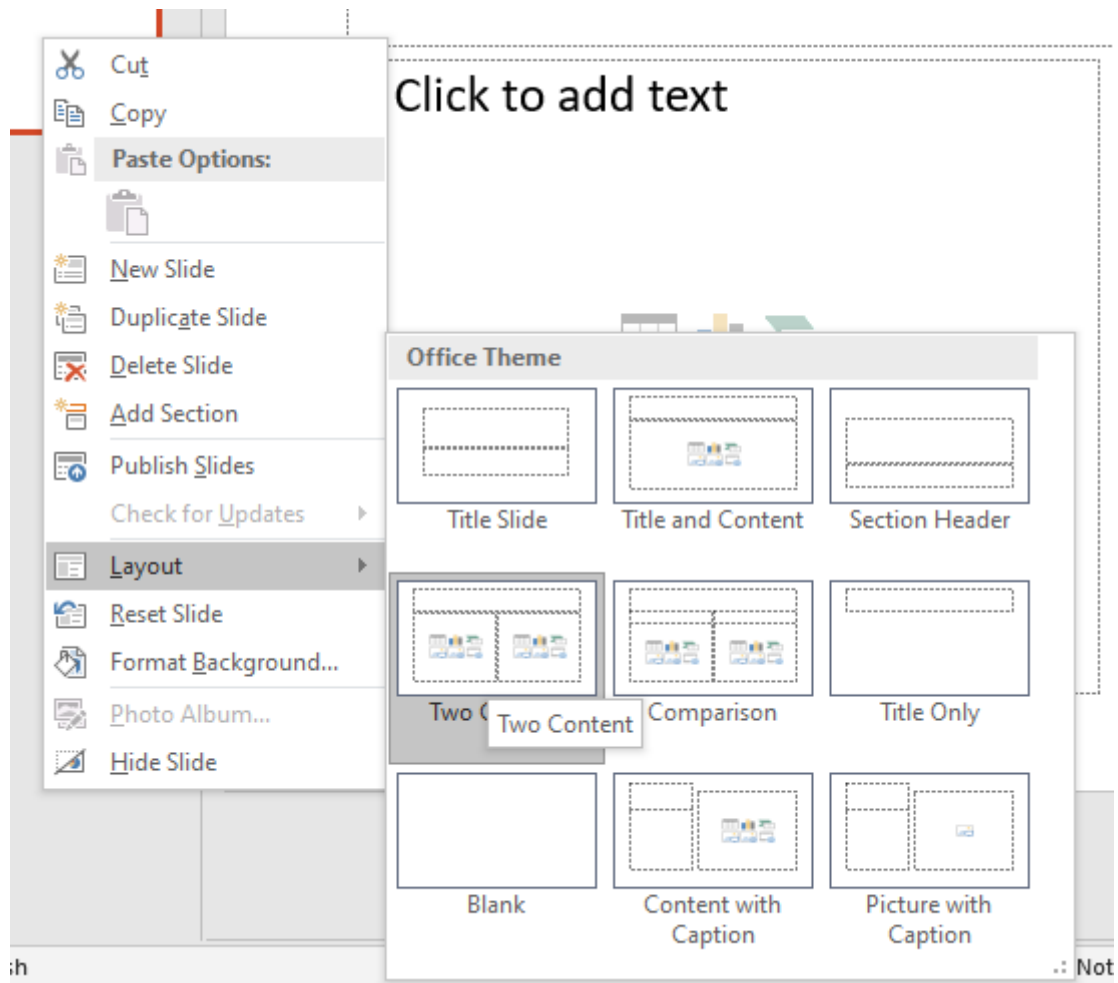 Cut
Copy
Paste Options:
New Slide
Duplicate Slide
Delete Slide
Add Section
Publish Slides
Check for Updates
Layout
Reset Slide
Format Background...
Photo Album...
Hide Slide
Click to add text
Office Theme
Title Slide
Title and Content
Section Header
Two
Two Content
Comparison
Title Only
Blank
Content with
Caption
Picture with
Caption